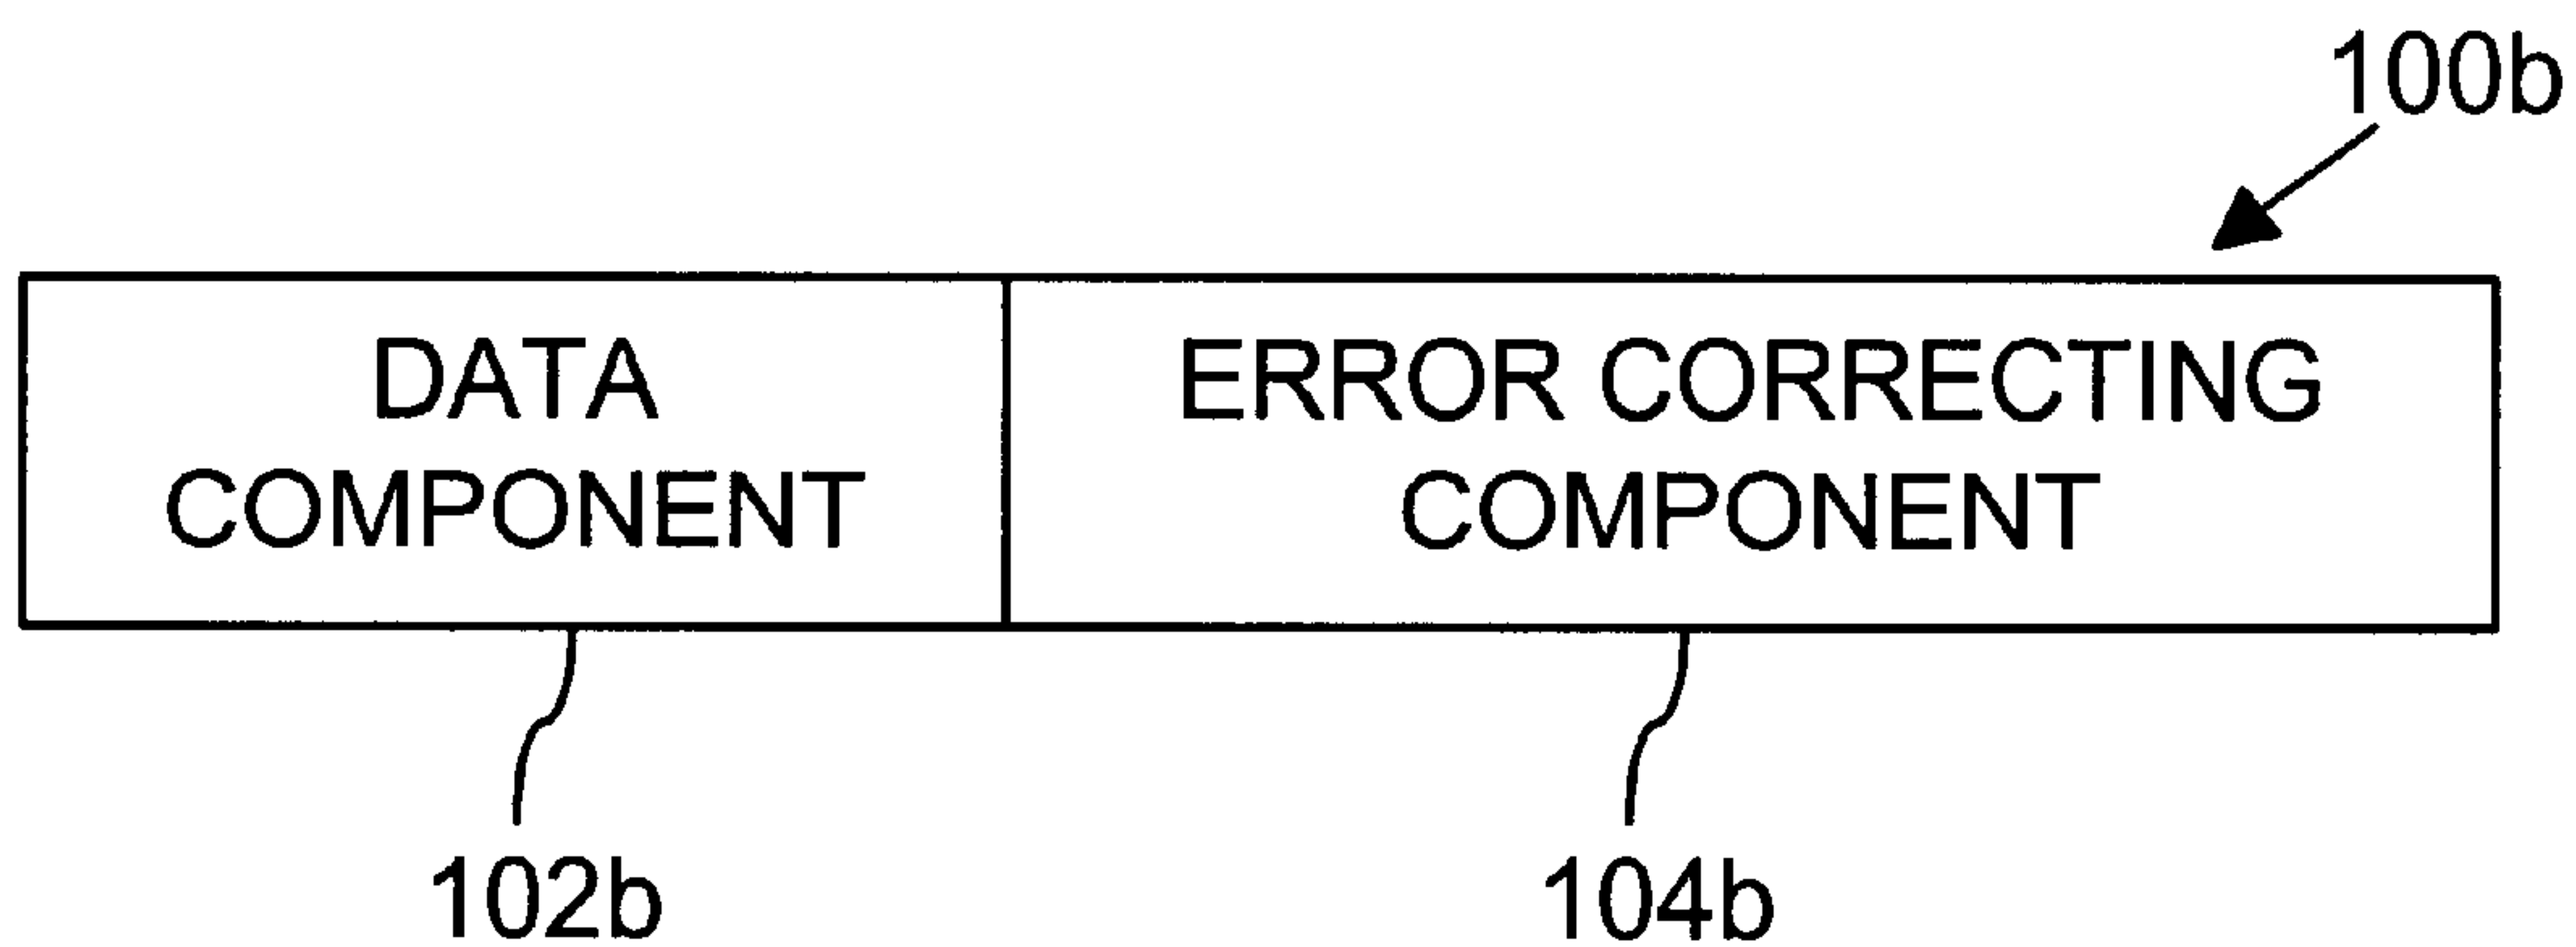 100b
DATA
COMPONENT
ERROR CORRECTING
COMPONENT
102b
104b